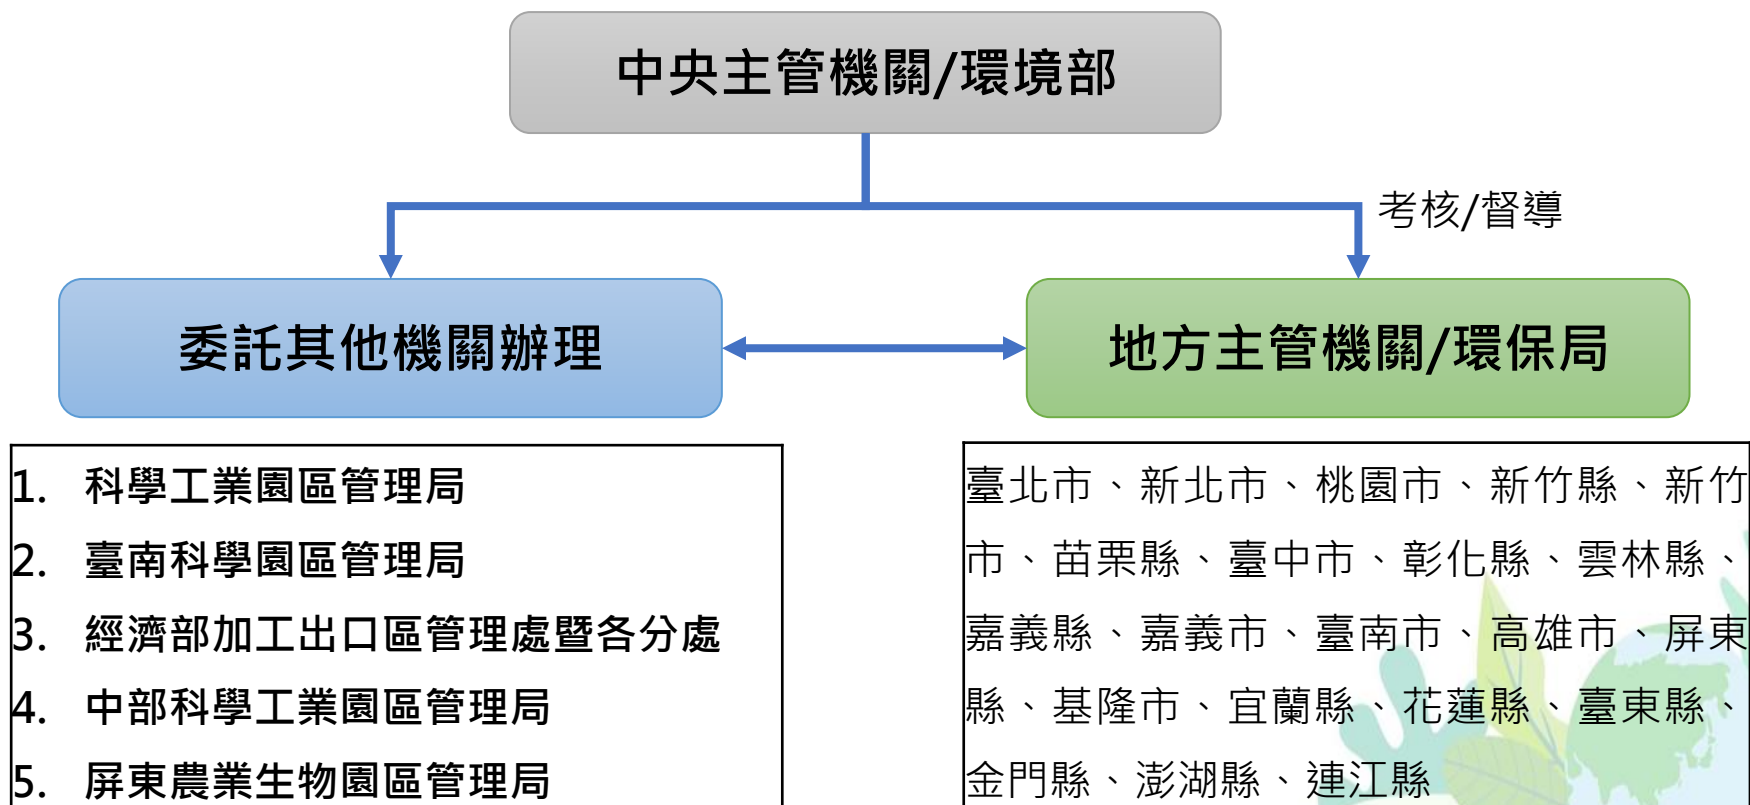 中央主管機關/環境部
考核/督導
委託其他機關辦理
地方主管機關/環保局
1. 科學工業園區管理局
2. 臺南科學園區管理局
3. 經濟部加工出口區管理處暨各分處
4. 中部科學工業園區管理局
5. 屏東農業生物園區管理局
臺北市、新北市、桃園市、新竹縣、新竹
市、苗栗縣、臺中市、彰化縣、雲林縣、
嘉義縣、嘉義市、臺南市、高雄市、屏東
縣、基隆市、宜蘭縣、花蓮縣、臺東縣、
金門縣、澎湖縣、連江縣